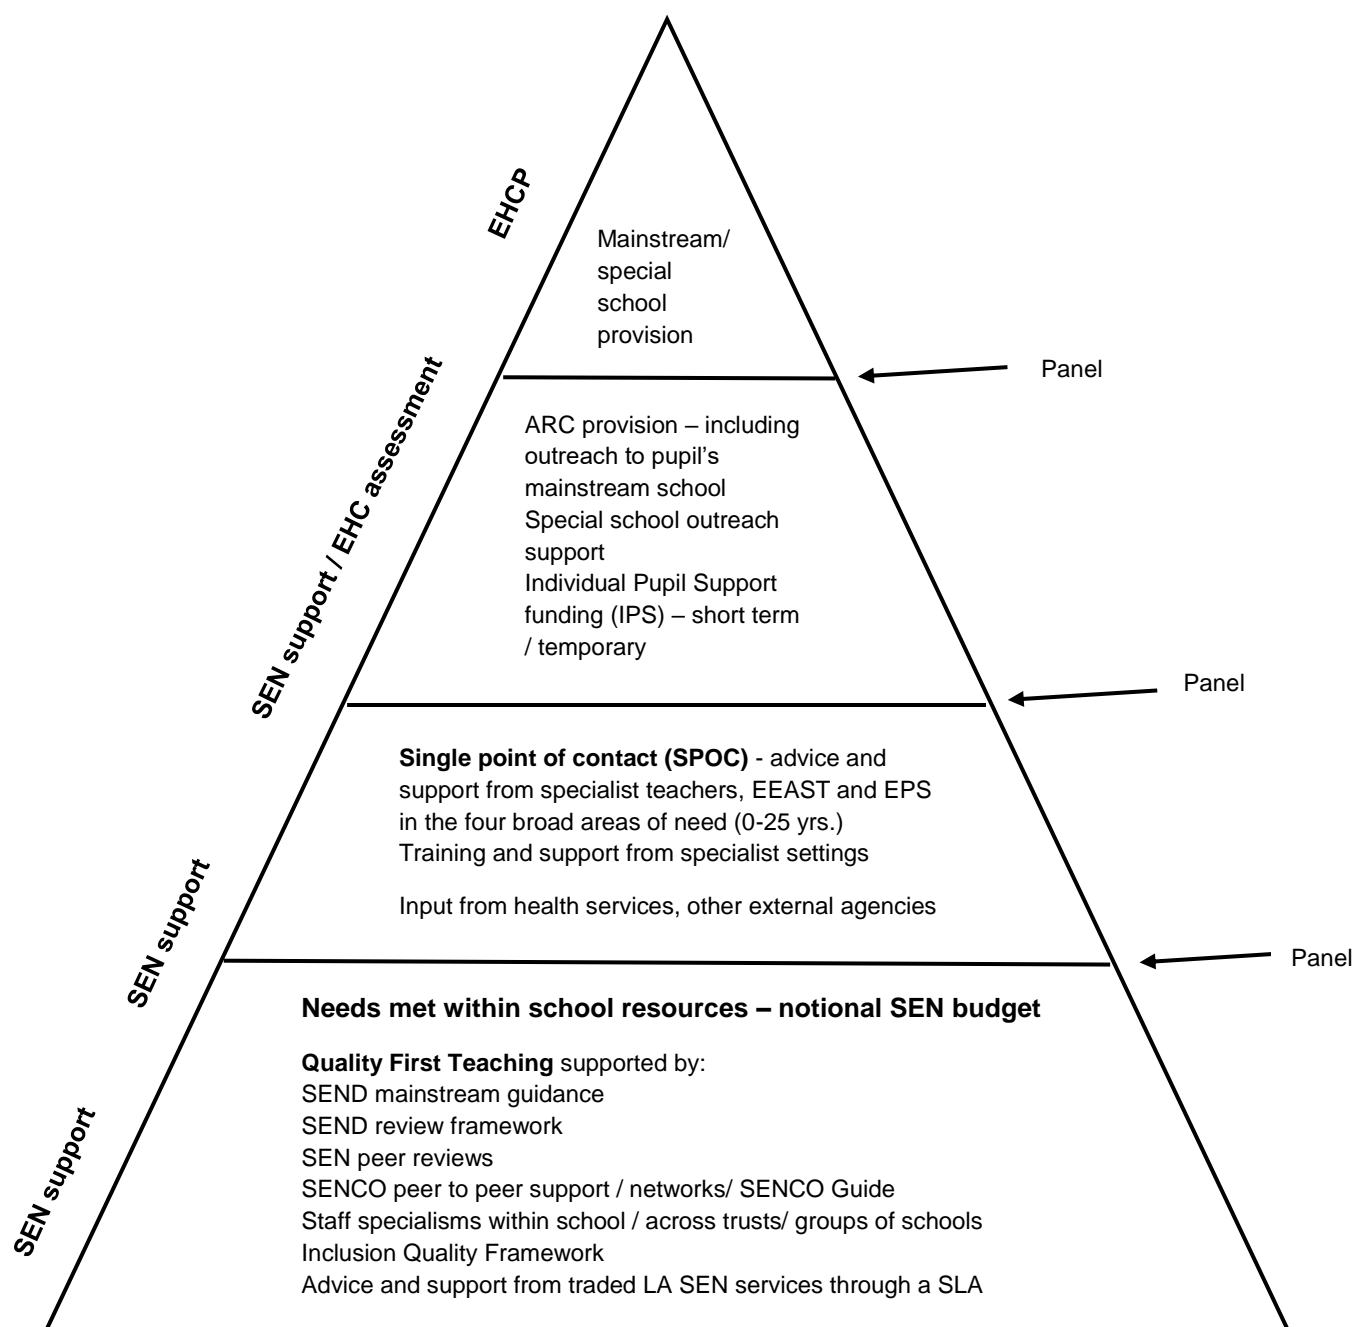 EHCP
Mainstream/
special
school
provision
Panel
SEN support / EHC assessment
ARC provision – including
outreach to pupil’s
mainstream school
Special school outreach
support
Individual Pupil Support
funding (IPS) – short term
/ temporary
Panel
SEN support
Single point of contact (SPOC) - advice and
support from specialist teachers, EEAST and EPS
in the four broad areas of need (0-25 yrs.)
Training and support from specialist settings
Input from health services, other external agencies
Panel
SEN support
Needs met within school resources – notional SEN budget
Quality First Teaching supported by:
SEND mainstream guidance
SEND review framework
SEN peer reviews
SENCO peer to peer support / networks/ SENCO Guide
Staff specialisms within school / across trusts/ groups of schools
Inclusion Quality Framework
Advice and support from traded LA SEN services through a SLA